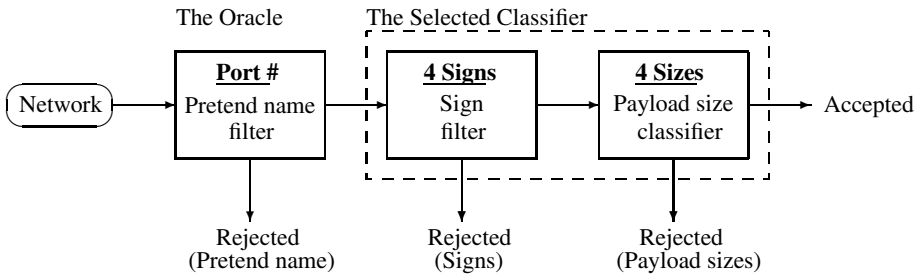 The Oracle
The Selected Classifier
Network
Port #
Pretend name
filter
4 Signs
Sign
filter
4 Sizes
Payload size
classifier
Accepted
Rejected
(Pretend name)
Rejected
(Signs)
Rejected
(Payload sizes)